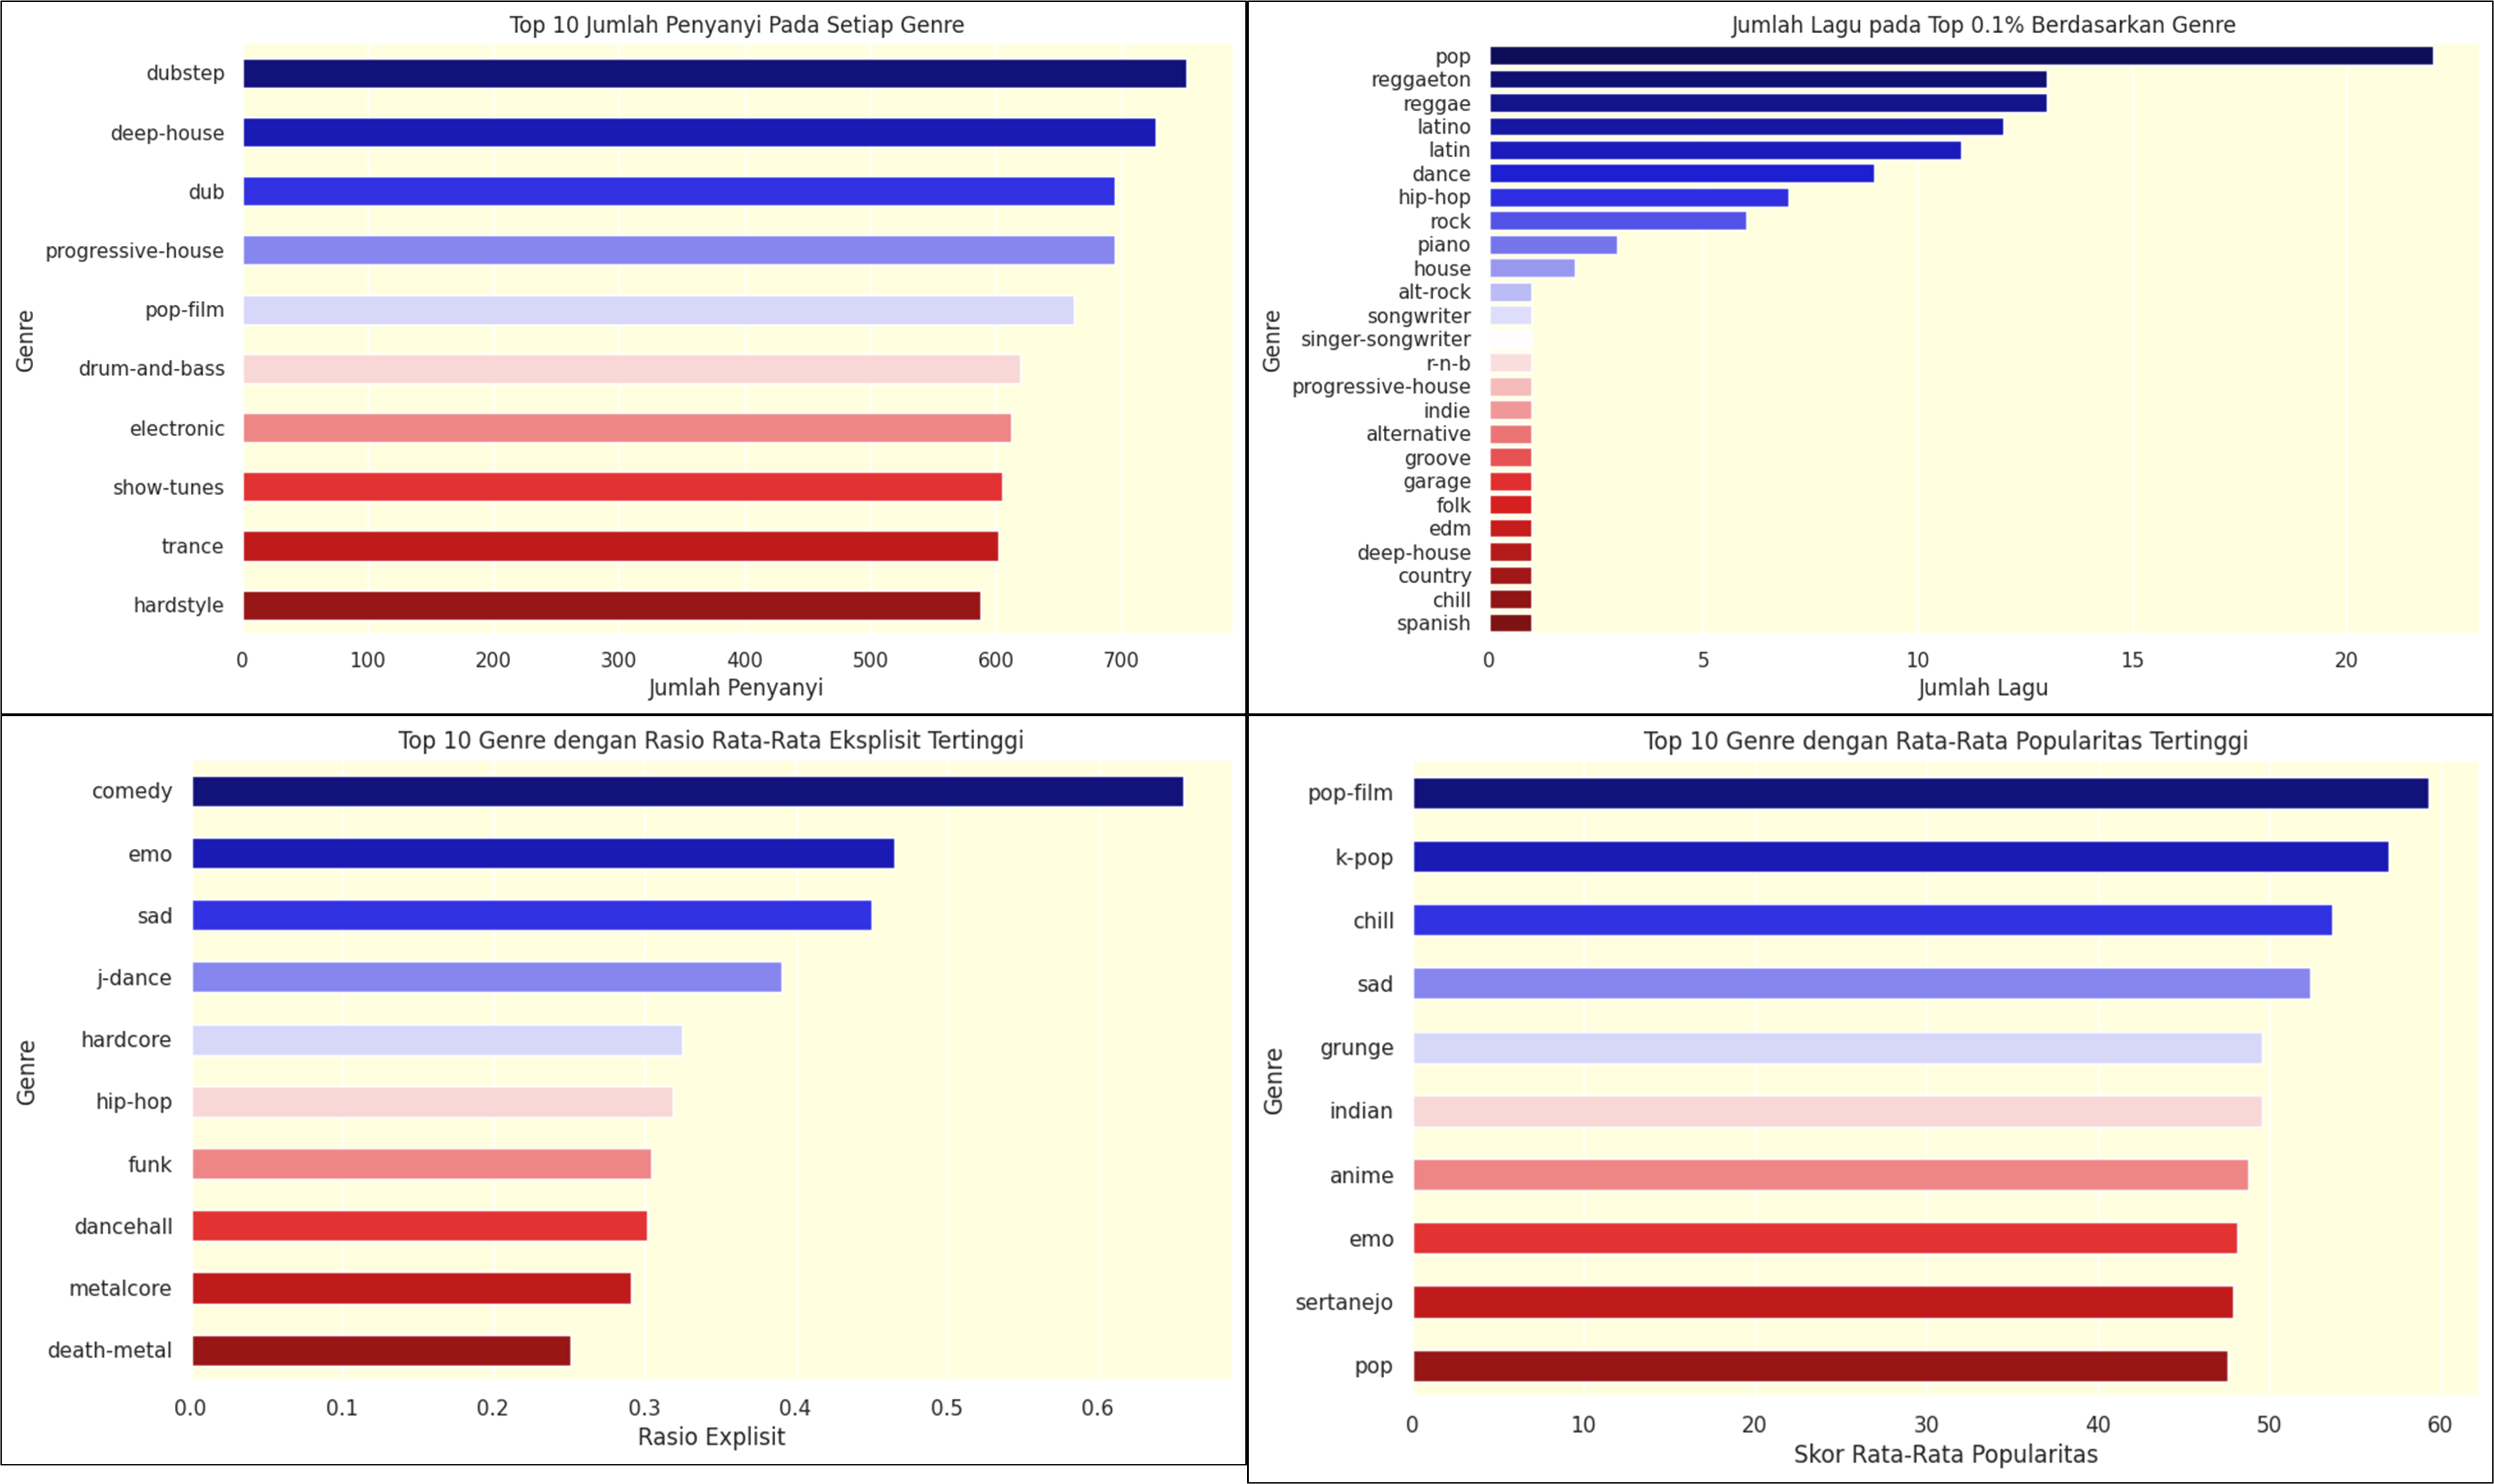 Top 10 Jumlah Penyanyi Pada Setiap Genre
Genre
dubstep
deep-house
dub
progressive-house
pop-film
drum-and-bass
electronic
show-tunes
trance
hardstyle
0 100 200 300 400 500 600 700
Jumlah Penyanyi
Jumlah Lagu pada Top 0.1% Berdasarkan Genre
Genre
pop
reggaeton
reggae
latino
latin
dance
hip-hop
rock
piano
house
alt-rock
songwriter
singer-songwriter
r-n-b
progressive-house
indie
alternative
groove
garage
folk
edm
deep-house
country
chill
spanish
0 5 10 15 20
Jumlah Lagu
Top 10 Genre dengan Rasio Rata-Rata Eksplisit Tertinggi
Genre
comedy
emo
sad
j-dance
hardcore
hip-hop
funk
dancehall
metalcore
death-metal
0.0 0.1 0.2 0.3 0.4 0.5 0.6
Rasio Explisit
Top 10 Genre dengan Rata-Rata Popularitas Tertinggi
Genre
pop-film
k-pop
chill
sad
grunge
indian
anime
emo
sertanejo
pop
0 10 20 30 40 50 60
Skor Rata-Rata Popularitas